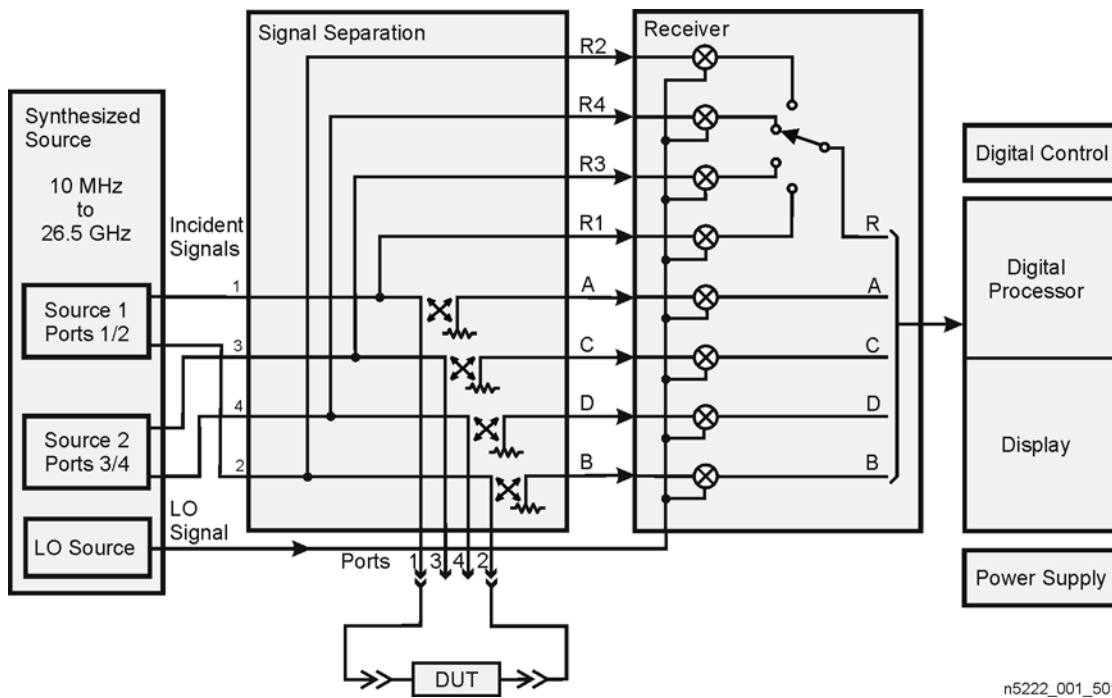 Signal Separation
Receiver
Synthesized
Source
10 MHz
to
26.5 GHz
Incident
Signals
Source 1
Ports 1/2
Source 2
Ports 3/4
LO
Signal
LO Source
1
3
4
2
R2
R4
R3
R1
A
C
D
B
R
A
C
D
B
Ports
1
3
4
2
DUT
Digital Control
Digital
Processor
Display
Power Supply
n5222_001_50